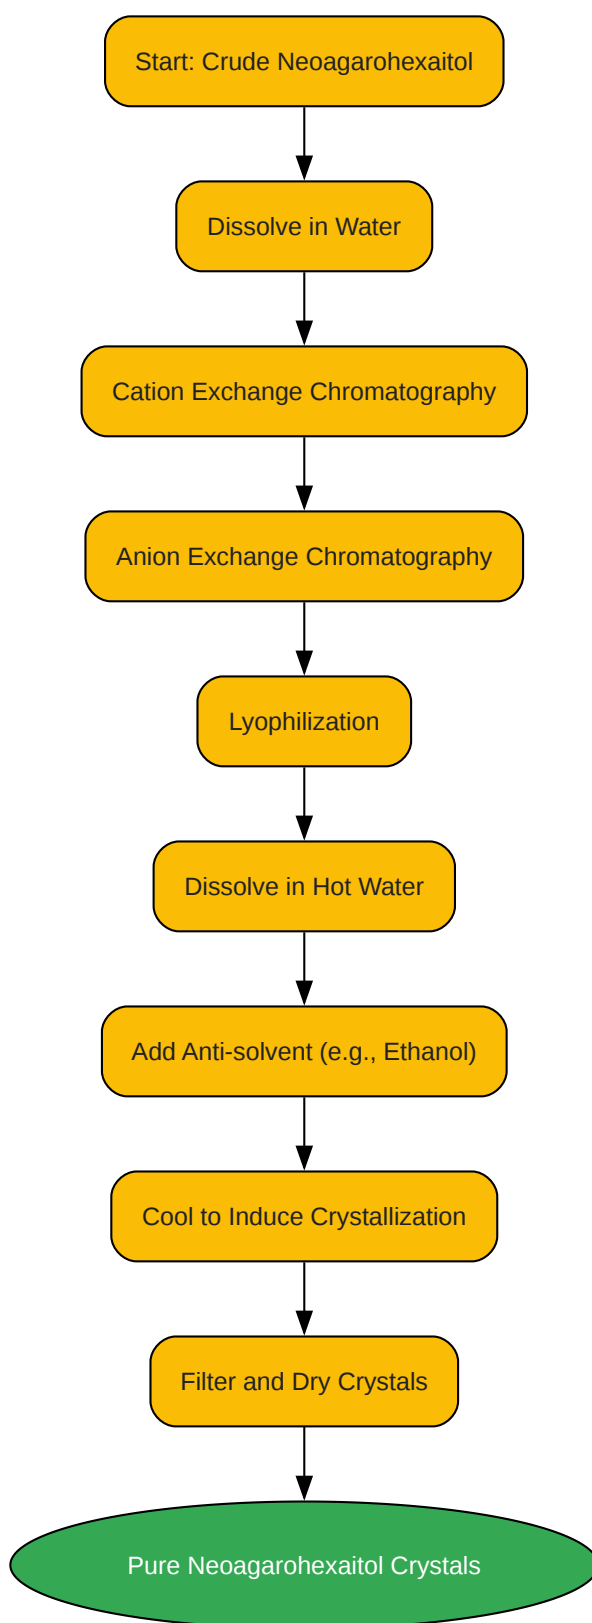 Start: Crude Neoagarohexaitol
Dissolve in Water
Cation Exchange Chromatography
Anion Exchange Chromatography
Lyophilization
Dissolve in Hot Water
Add Anti-solvent (e.g., Ethanol)
Cool to Induce Crystallization
Filter and Dry Crystals
Pure Neoagarohexaitol Crystals